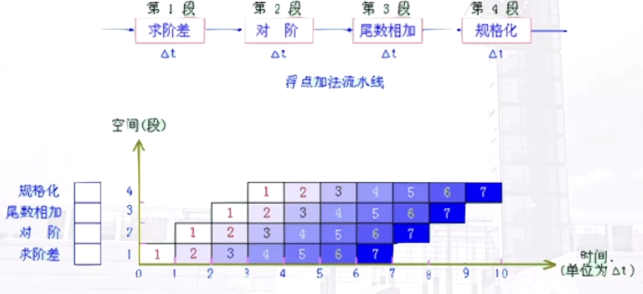 第 1 段 第 2 段 第 3 段 第 4 段
求阶差 对 阶 尾数相加 规格化
Δt Δt Δt Δt
浮点加法流水线
空间(段)
规格化 4 1 2 3 4 5 6 7
尾数相加 3 1 2 3 4 5 6 7
对 阶 2 1 2 3 4 5 6 7
求阶差 1 1 2 3 4 5 6 7
时间
0 1 2 3 4 5 6 7 8 9 10 (单位为Δt)